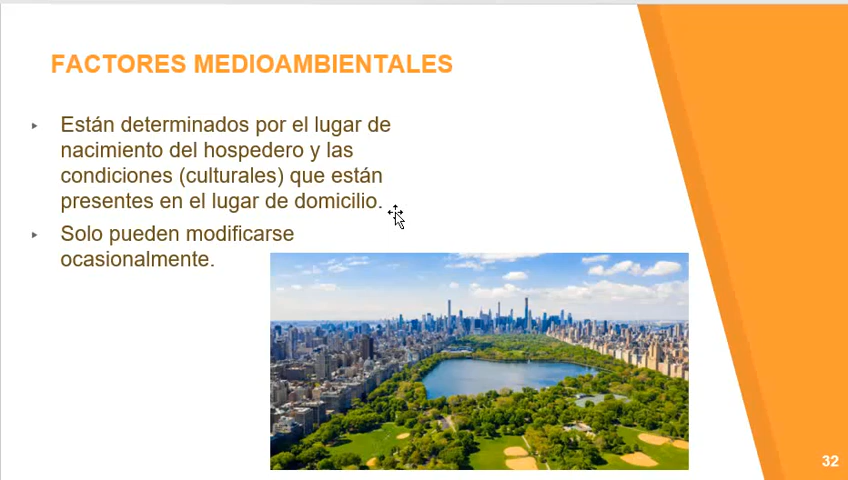 FACTORES MEDIOAMBIENTALES
Están determinados por el lugar de
nacimiento del hospedero y las
condiciones (culturales) que están
presentes en el lugar de domicilio.
Solo pueden modificarse
ocasionalmente.
32